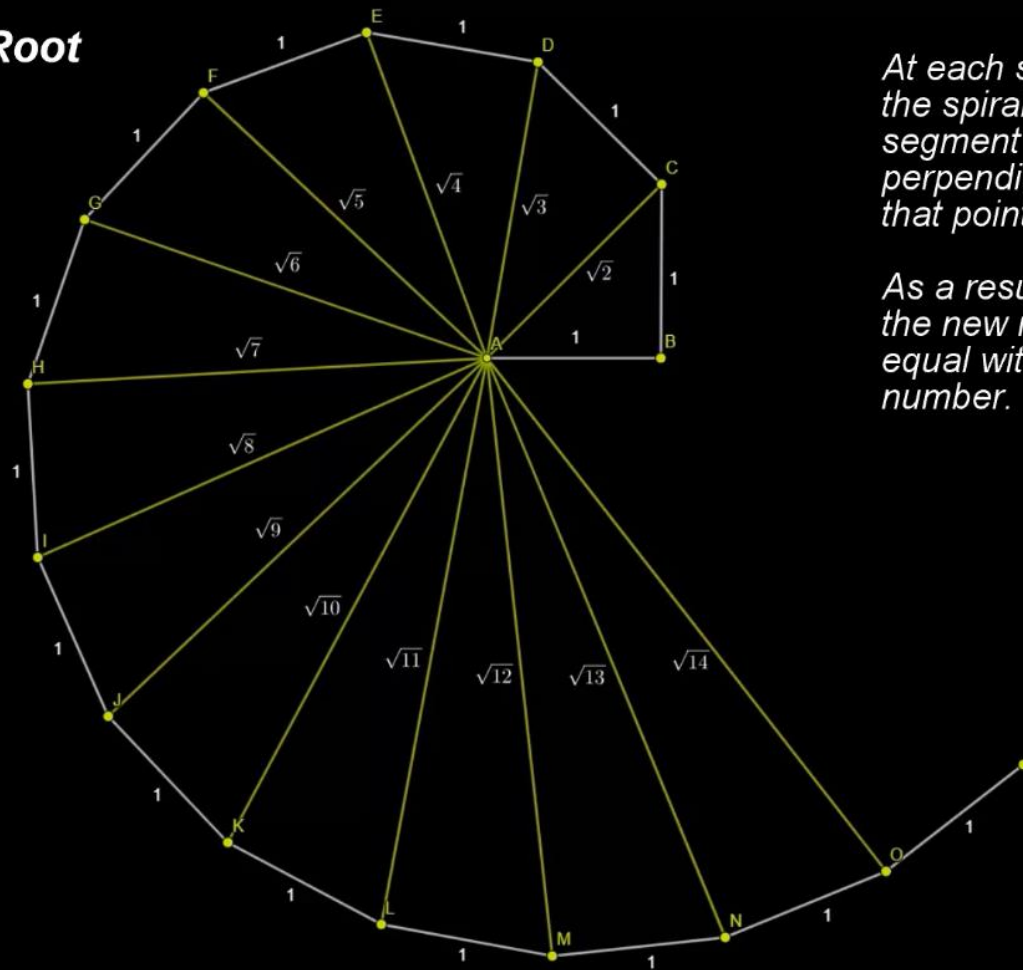 Root
E
1
1
D
F
1
1
C
√4
√5
√3
G
√6
√2
1
1
√7
1
A
B
H
√8
1
√9
I
√10
1
√11
√14
√12
√13
J
1
K
O
1
1
L
N
M
1
1
1
At each s
the spira
segment
perpendi
that point
As a resu
the new r
equal wit
number.